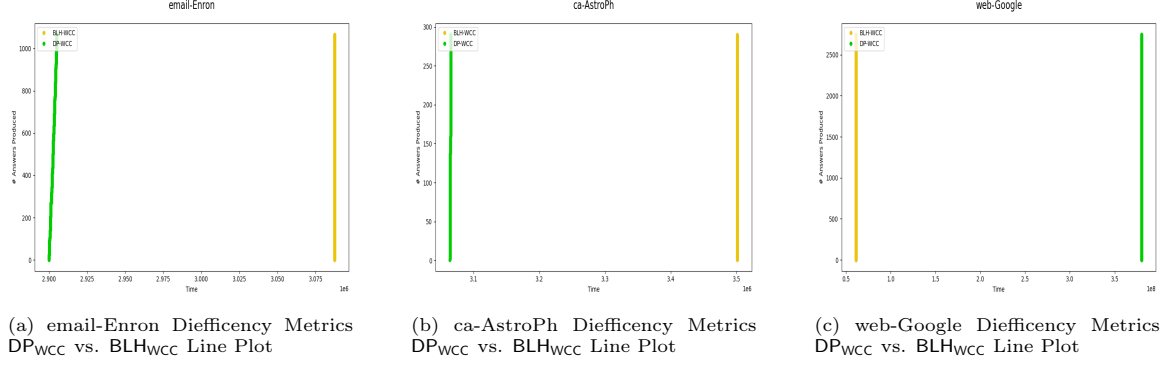 email-Enron
BLH-WCC
DP-WCC
# Answers Produced
1000
800
600
400
200
0
2.900 2.925 2.950 2.975 3.000 3.025 3.050 3.075
1e6
Time
ca-AstroPh
BLH-WCC
DP-WCC
# Answers Produced
300
250
200
150
100
50
0
3.1 3.2 3.3 3.4 3.5
1e6
Time
web-Google
BLH-WCC
DP-WCC
# Answers Produced
2500
2000
1500
1000
500
0
0.5 1.0 1.5 2.0 2.5 3.0 3.5
1e8
Time
(a) email-Enron Diefficency Metrics
DPWCC vs. BLHWCC Line Plot
(b) ca-AstroPh Diefficency Metrics
DPWCC vs. BLHWCC Line Plot
(c) web-Google Diefficency Metrics
DPWCC vs. BLHWCC Line Plot